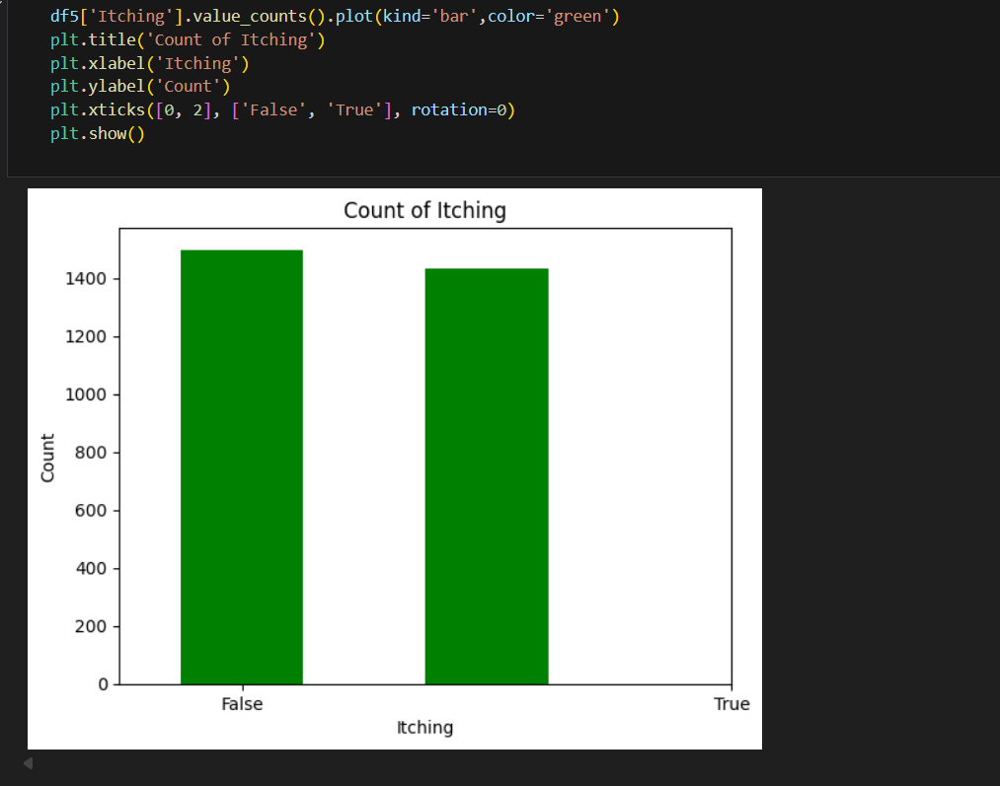 df5['Itching'].value_counts().plot(kind='bar',color='green')
plt.title('Count of Itching')
plt.xlabel('Itching')
plt.ylabel('Count')
plt.xticks([0, 2], ['False', 'True'], rotation=0)
plt.show()
Count of Itching
1400
1200
1000
800
600
400
200
0
Count
False
True
Itching